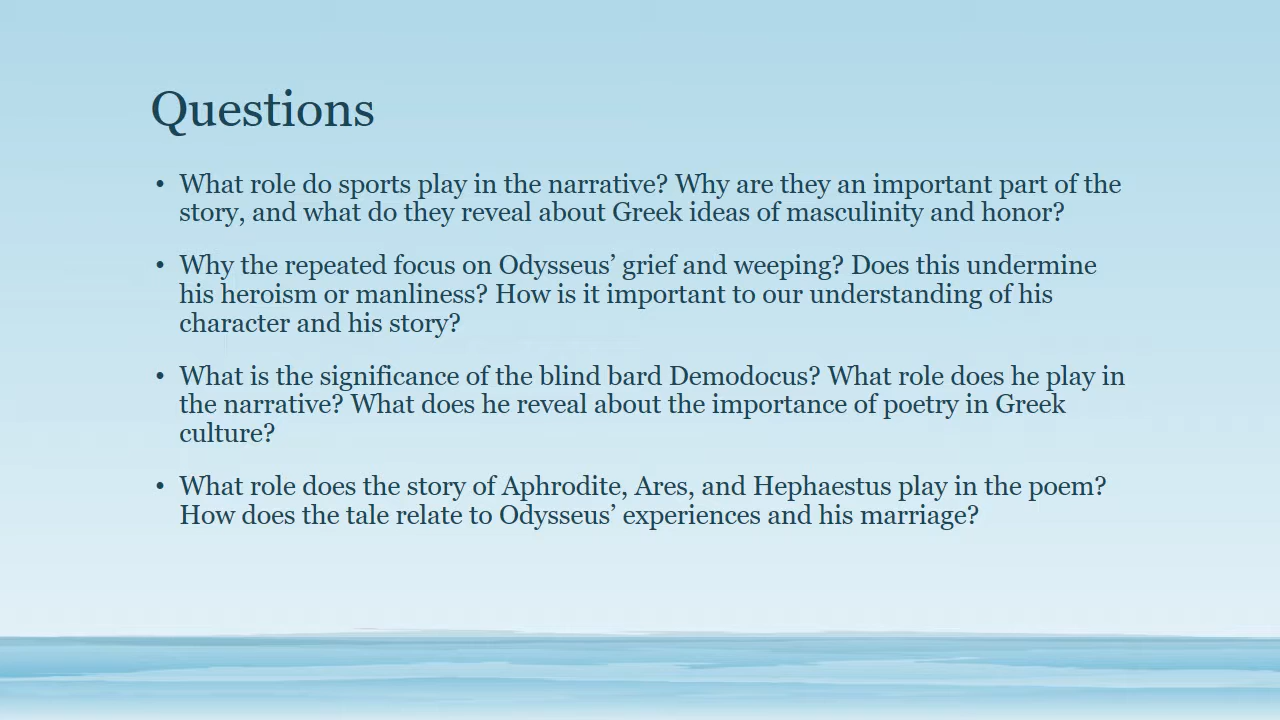 Questions
• What role do sports play in the narrative? Why are they an important part of the
story, and what do they reveal about Greek ideas of masculinity and honor?
• Why the repeated focus on Odysseus’ grief and weeping? Does this undermine
his heroism or manliness? How is it important to our understanding of his
character and his story?
• What is the significance of the blind bard Demodocus? What role does he play in
the narrative? What does he reveal about the importance of poetry in Greek
culture?
• What role does the story of Aphrodite, Ares, and Hephaestus play in the poem?
How does the tale relate to Odysseus’ experiences and his marriage?